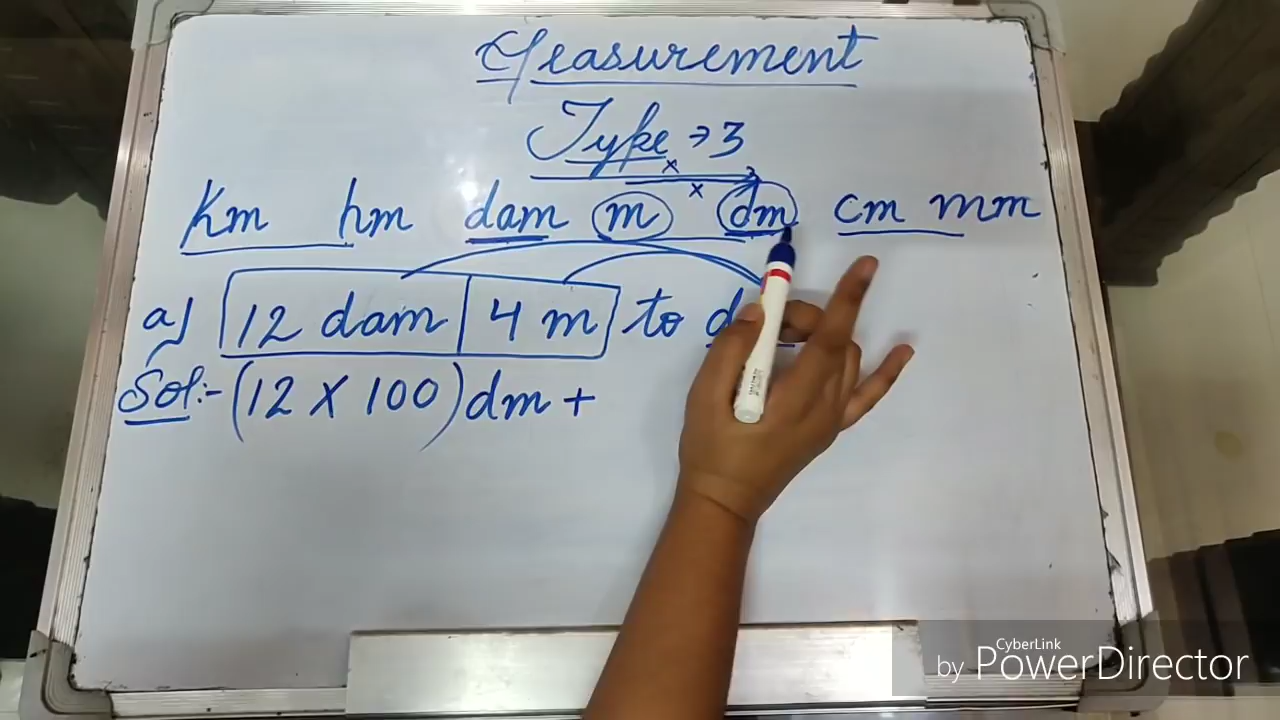 Measurement
Type → 3
Km hm dam m dm cm mm
a) 12 dam 4 m to
Sol:- (12 X 100) dm +
CyberLink
by PowerDirector